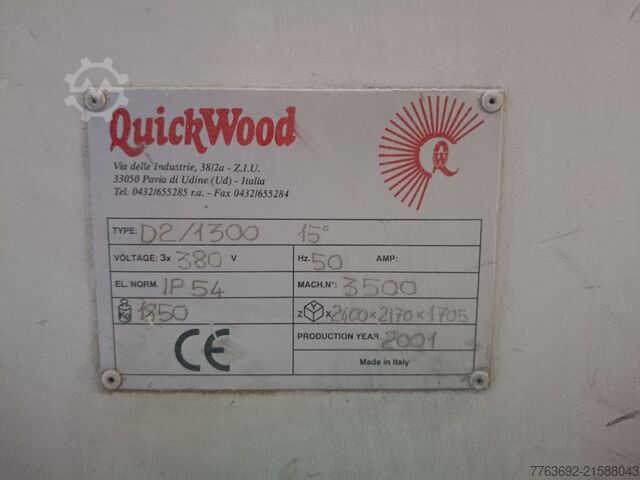 QuickWood
Via delle Industrie, 38/2a - Z.I.U.
33050 Pavia di Udine (Ud) - Italia
Tel. 0432/655285 r.a. - Fax 0432/655284
QW
TYPE: D2/1300 15°
VOLTAGE: 3x 380 V Hz. 50 AMP:
EL. NORM. IP 54 MACH.N°: 3500
KG 1850 Z Y X 2400×2170×1705
CE PRODUCTION YEAR. 2001
Made in Italy
7763692-21588043